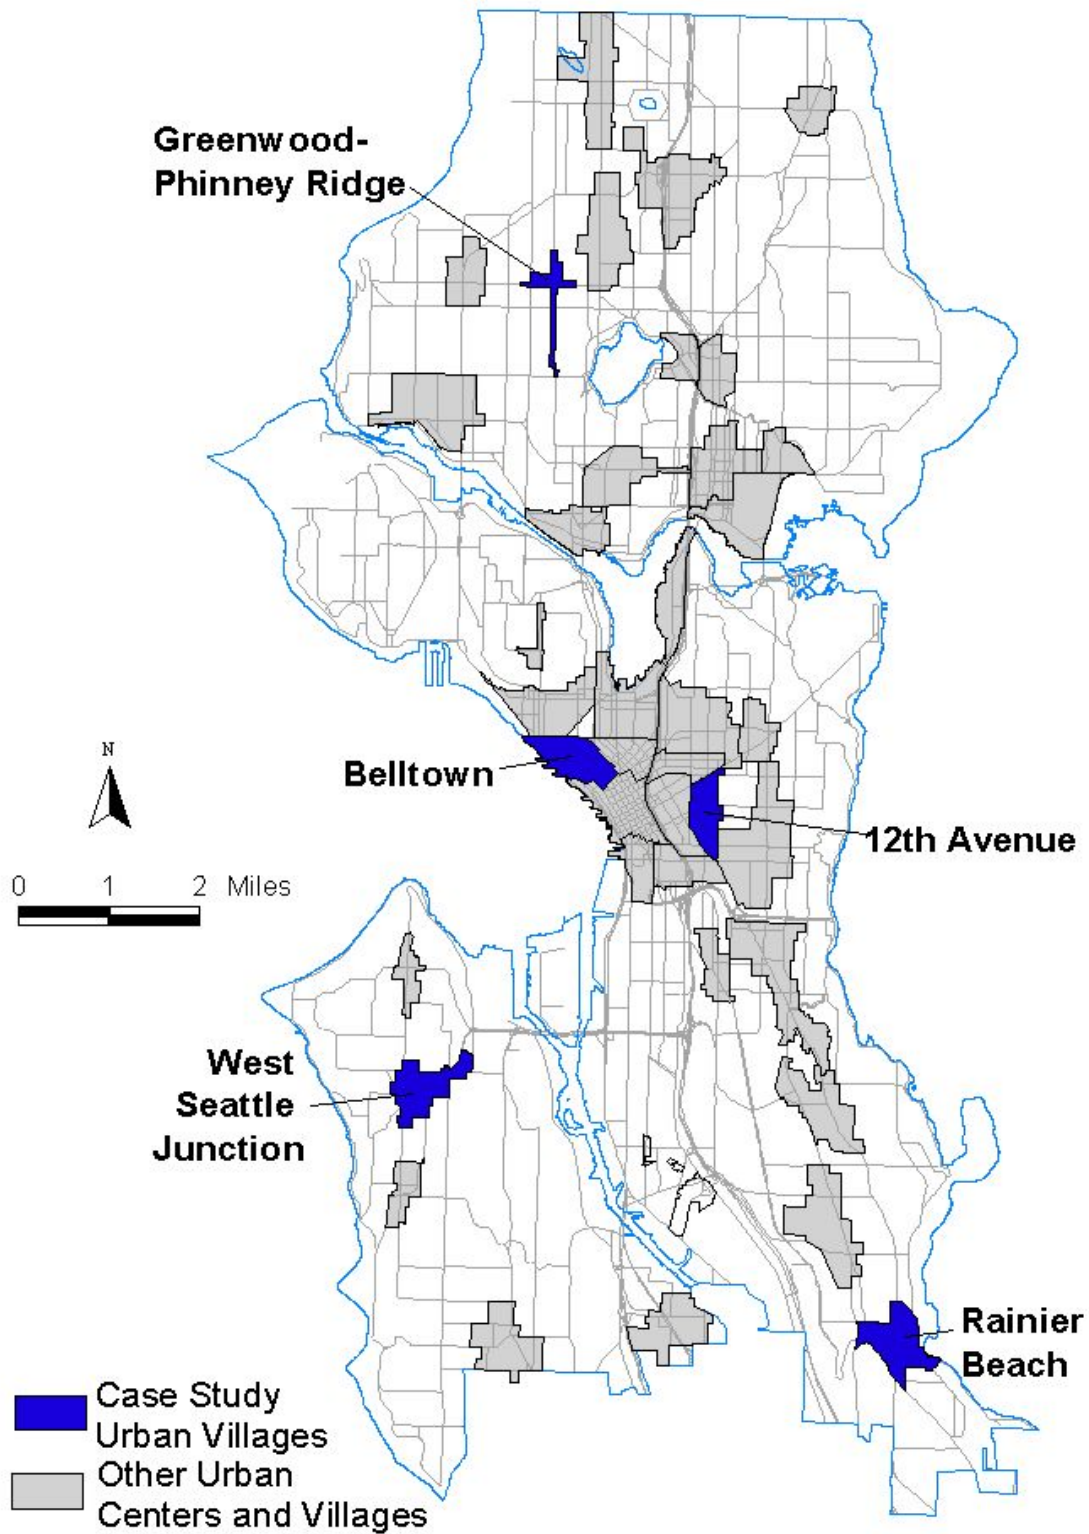 Greenwood-
Phinney Ridge
Belltown
N
12th Avenue
0 1 2 Miles
West
Seattle
Junction
Rainier
Beach
Case Study
Urban Villages
Other Urban
Centers and Villages